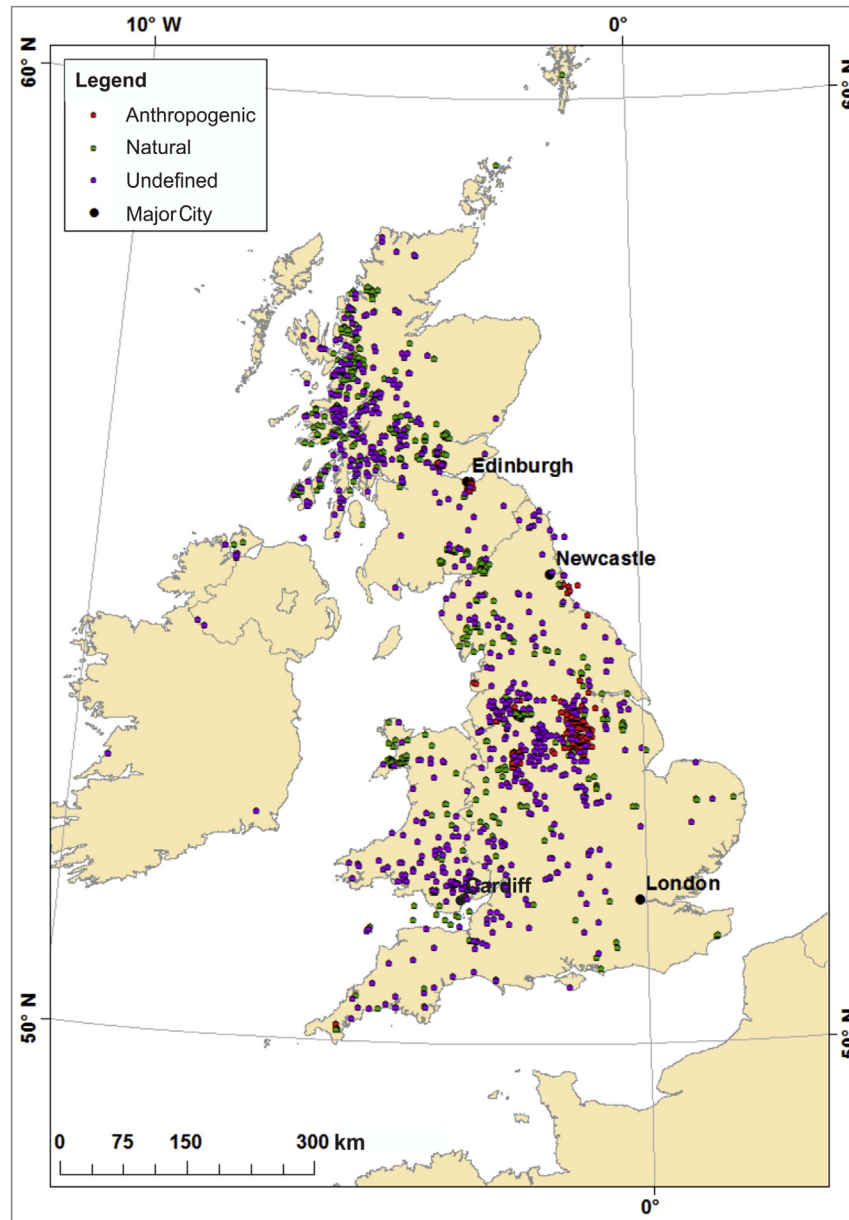 10° W
0°
60° N
60° N
Legend
Anthropogenic
Natural
Undefined
Major City
Edinburgh
Newcastle
Cardiff
London
50° N
50° N
0
75
150
300 km
0°